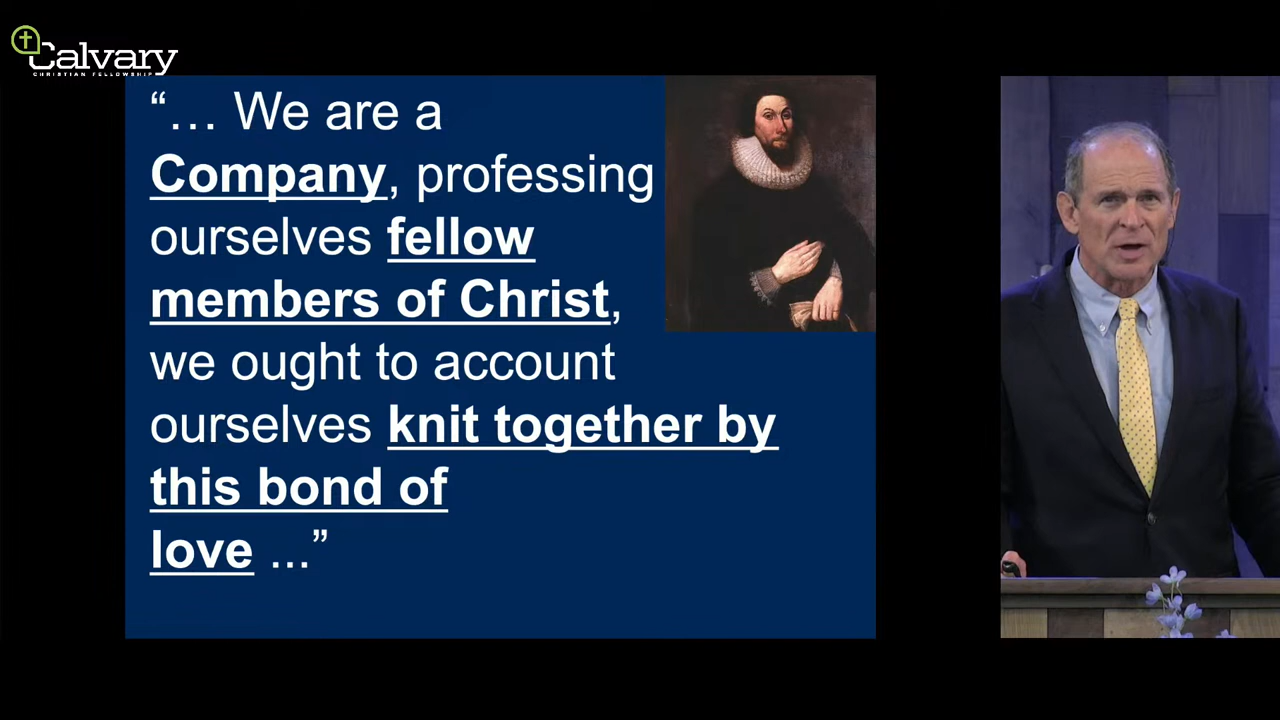 Calvary
CHRISTIAN FELLOWSHIP
“… We are a
Company, professing
ourselves fellow
members of Christ,
we ought to account
ourselves knit together by
this bond of
love ...”